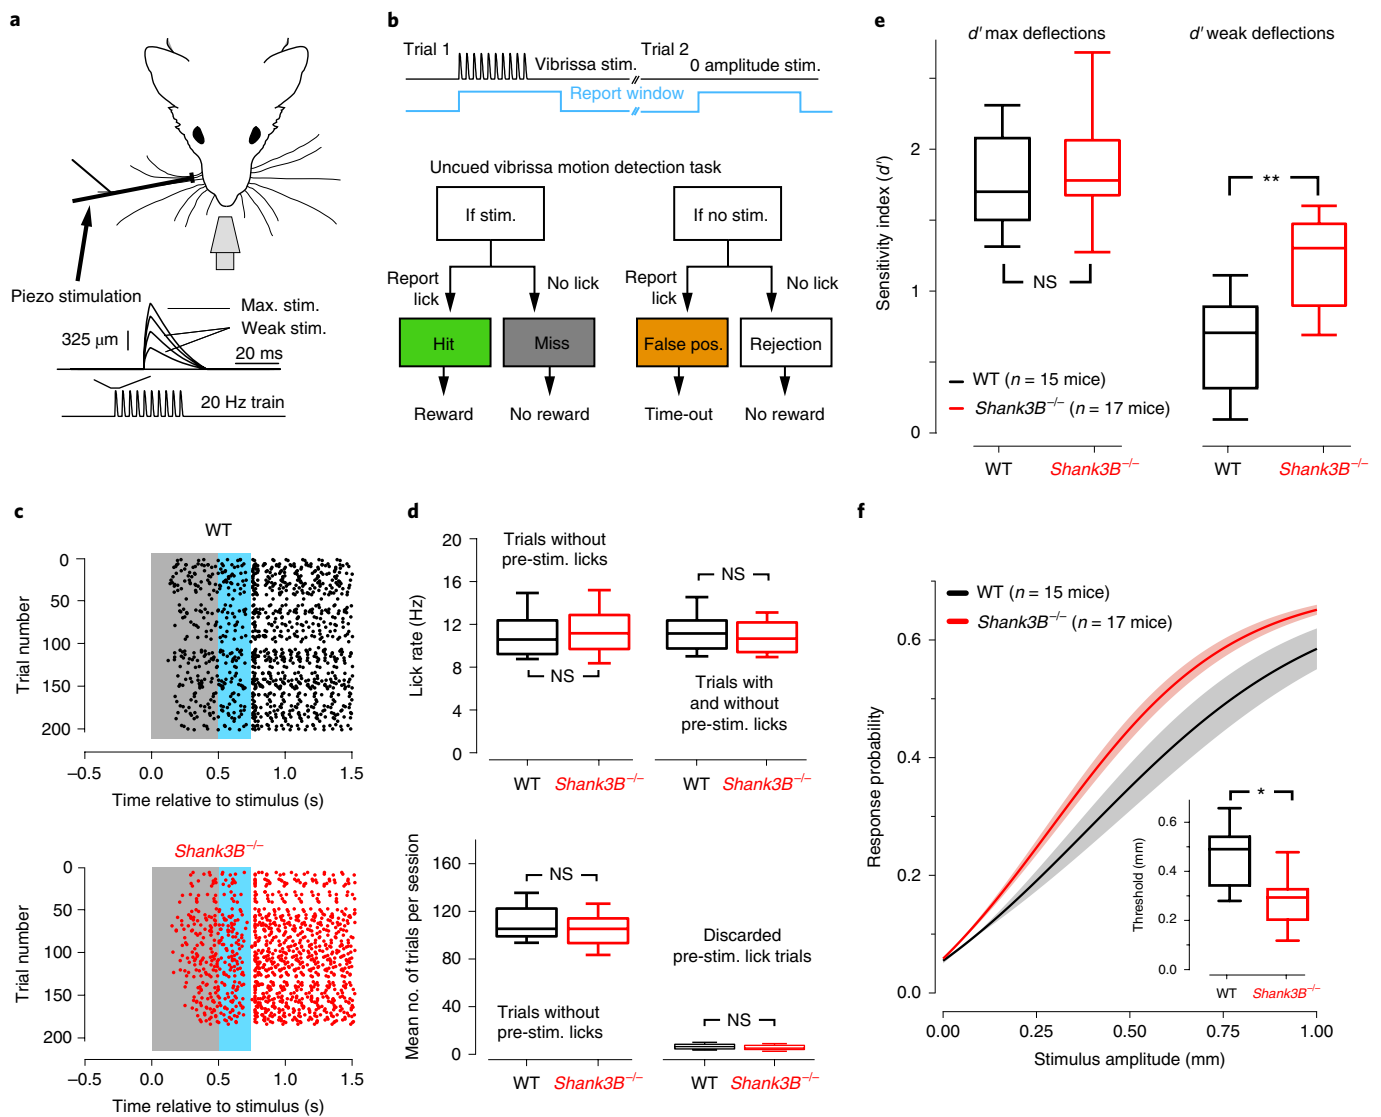 a
Piezo stimulation
Max. stim.
Weak stim.
325 μm
20 ms
20 Hz train
b
Trial 1
Vibrissa stim.
Trial 2
0 amplitude stim.
Report window
Uncued vibrissa motion detection task
If stim.
If no stim.
Report
lick
No lick
Report
lick
No lick
Hit
Miss
False pos.
Rejection
Reward
No reward
Time-out
No reward
e
d′ max deflections
d′ weak deflections
Sensitivity index (d′)
2
1
0
NS
**
WT (n = 15 mice)
Shank3B−/− (n = 17 mice)
WT
Shank3B−/−
WT
Shank3B−/−
c
WT
Trial number
0
50
100
150
200
−0.5
0.0
0.5
1.0
1.5
Time relative to stimulus (s)
Shank3B−/−
Trial number
0
50
100
150
200
−0.5
0.0
0.5
1.0
1.5
Time relative to stimulus (s)
d
Lick rate (Hz)
20
16
12
8
4
0
Trials without
pre-stim. licks
NS
NS
Trials with
and without
pre-stim. licks
WT
Shank3B−/−
WT
Shank3B−/−
Mean no. of trials per session
160
120
80
40
0
NS
Trials without
pre-stim. licks
Discarded
pre-stim. lick trials
NS
WT
Shank3B−/−
WT
Shank3B−/−
f
WT (n = 15 mice)
Shank3B−/− (n = 17 mice)
Response probability
0.6
0.4
0.2
0.0
0.00
0.25
0.50
0.75
1.00
Stimulus amplitude (mm)
*
Threshold (mm)
0.6
0.4
0.2
0.0
WT
Shank3B−/−